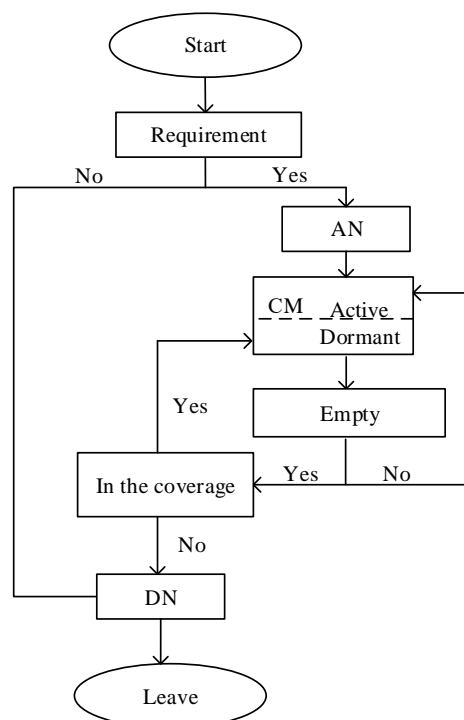 Start
Requirement
No
Yes
AN
CM
Active
Dormant
Yes
Empty
In the coverage
Yes
No
No
DN
Leave